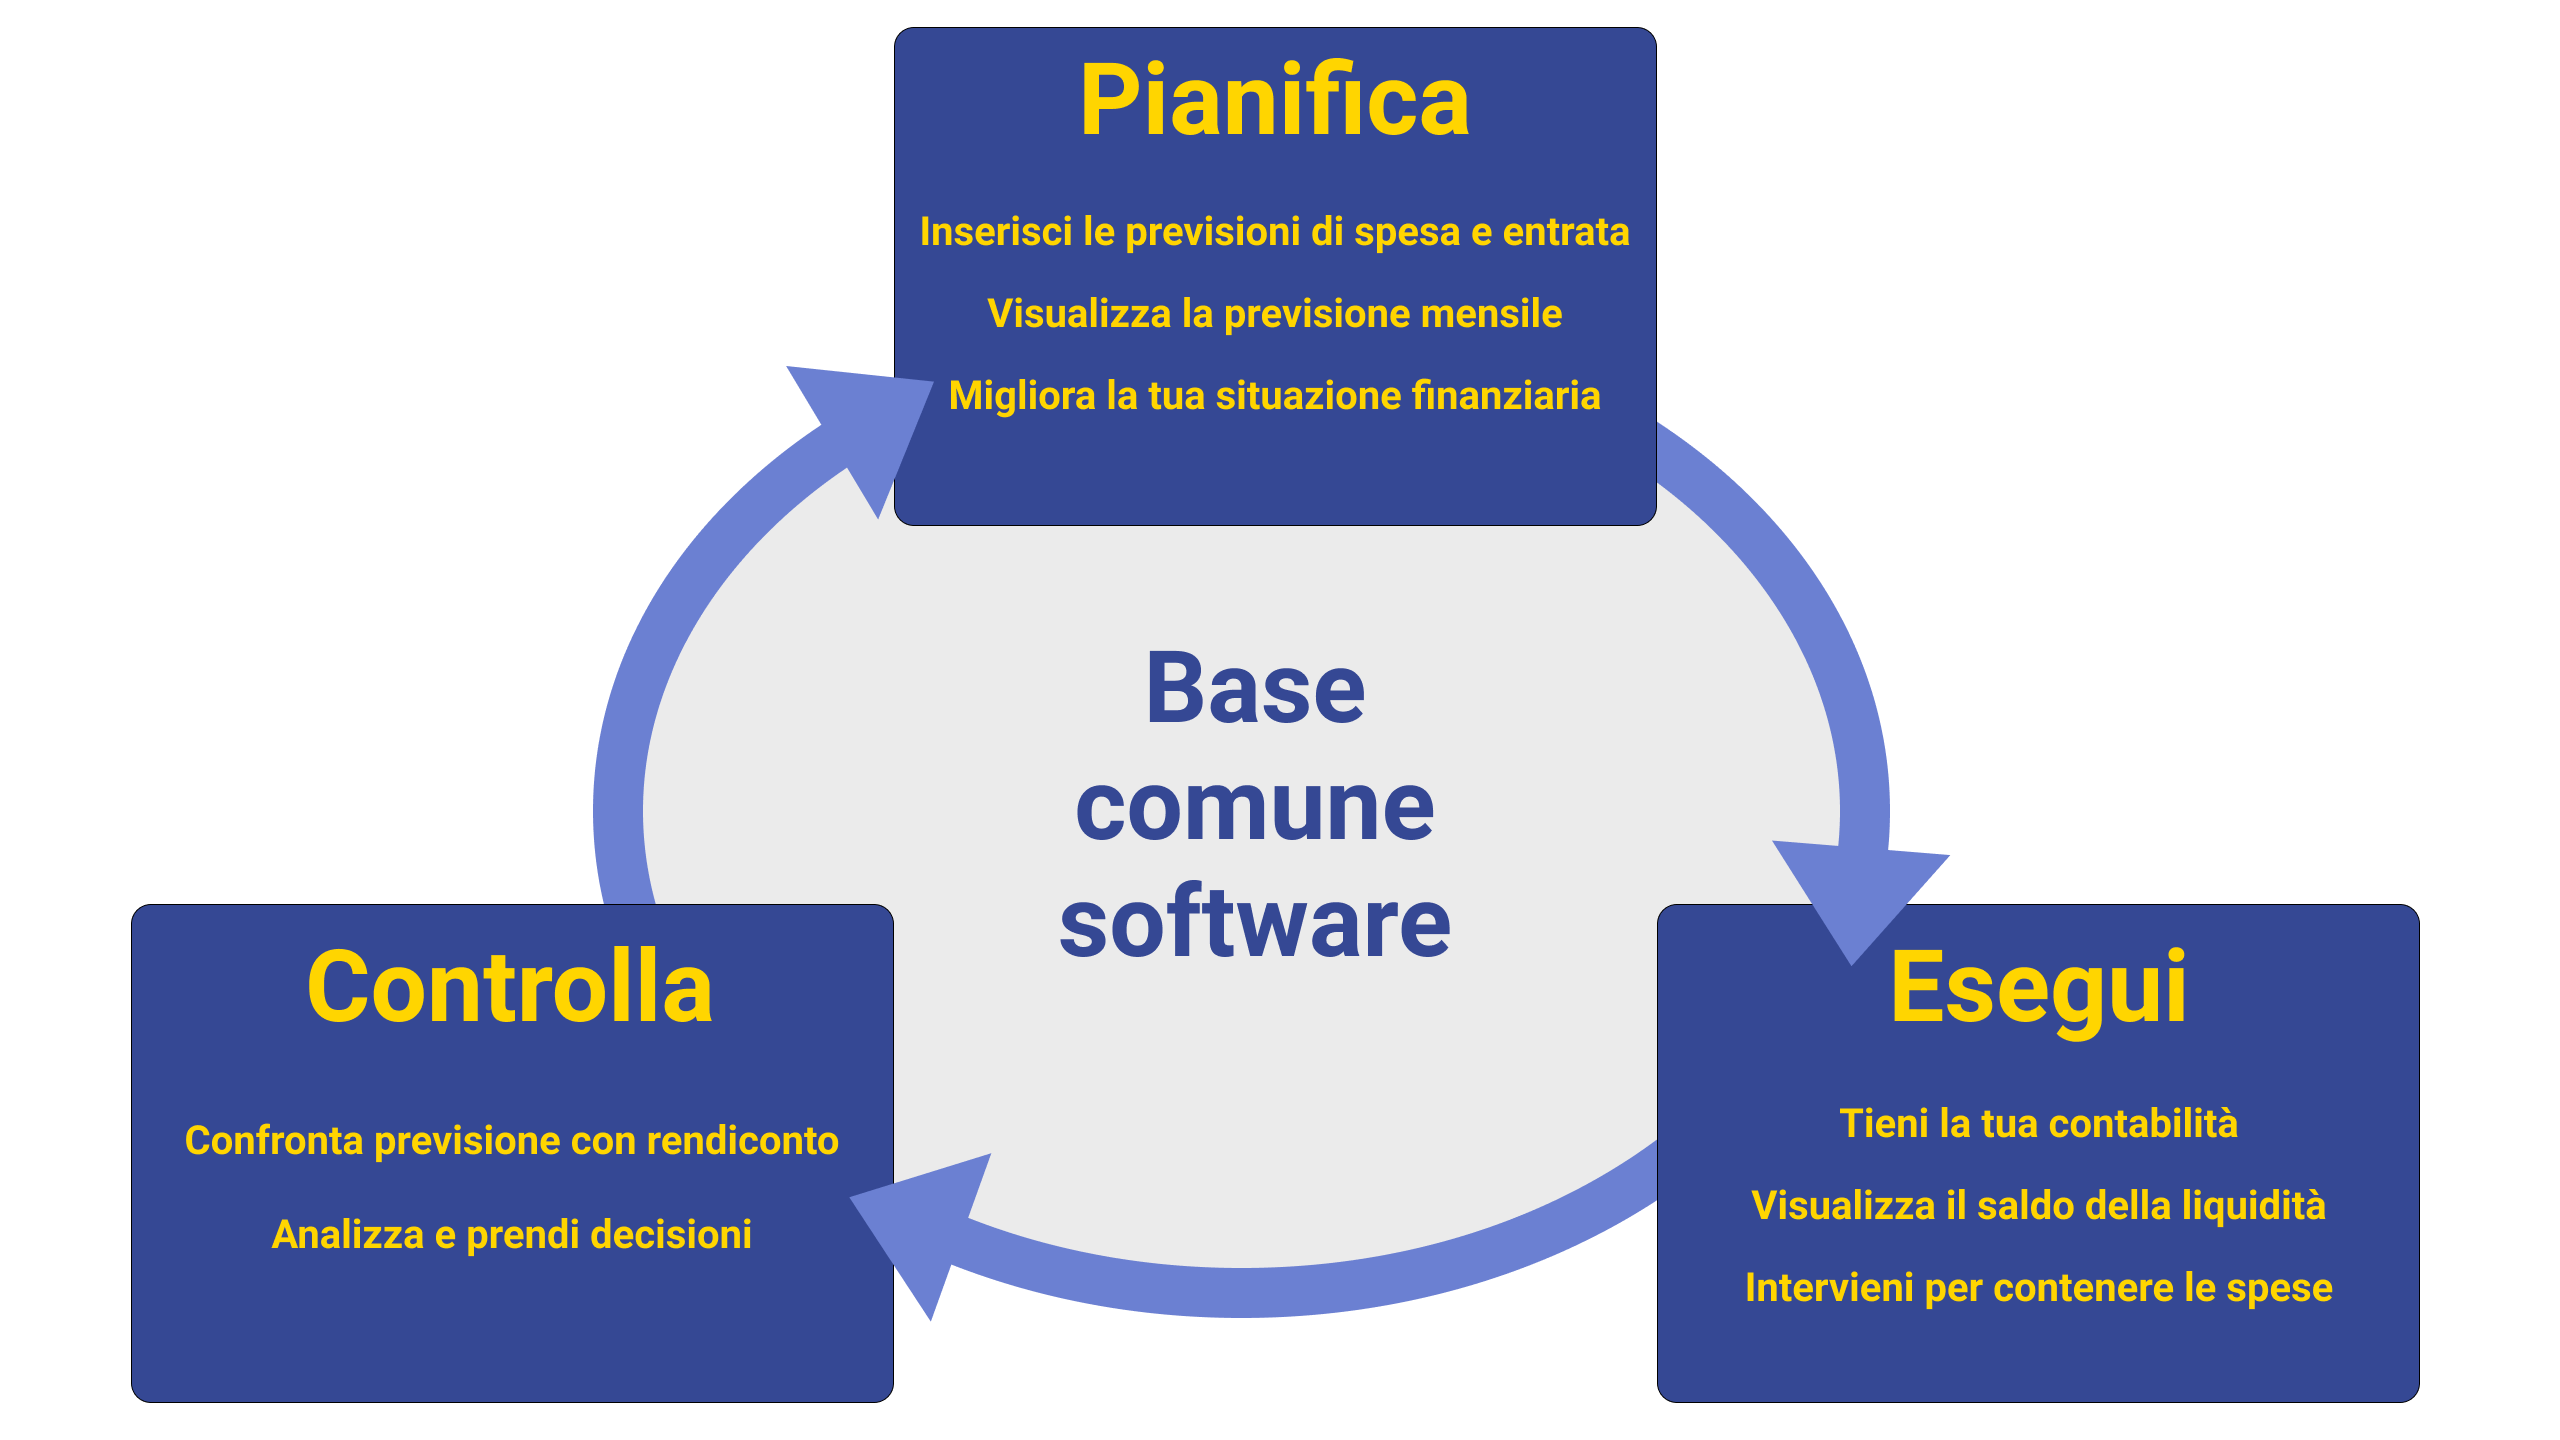 Pianifica
Inserisci le previsioni di spesa e entrata
Visualizza la previsione mensile
Migliora la tua situazione finanziaria
Base
comune
software
Controlla
Confronta previsione con rendiconto
Analizza e prendi decisioni
Esegui
Tieni la tua contabilità
Visualizza il saldo della liquidità
Intervieni per contenere le spese